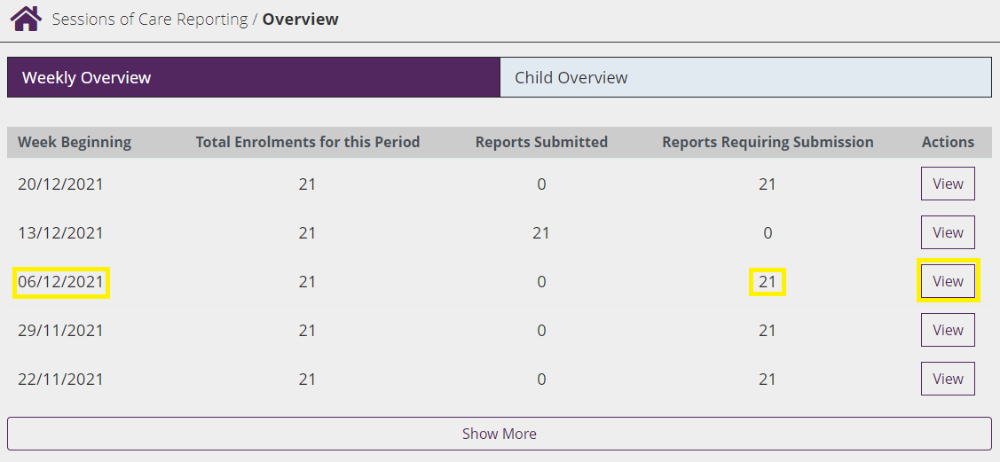 Sessions of Care Reporting / Overview
Weekly Overview Child Overview
Week Beginning Total Enrolments for this Period Reports Submitted Reports Requiring Submission Actions
20/12/2021 21 0 21 View
13/12/2021 21 21 0 View
06/12/2021 21 0 21 View
29/11/2021 21 0 21 View
22/11/2021 21 0 21 View
Show More